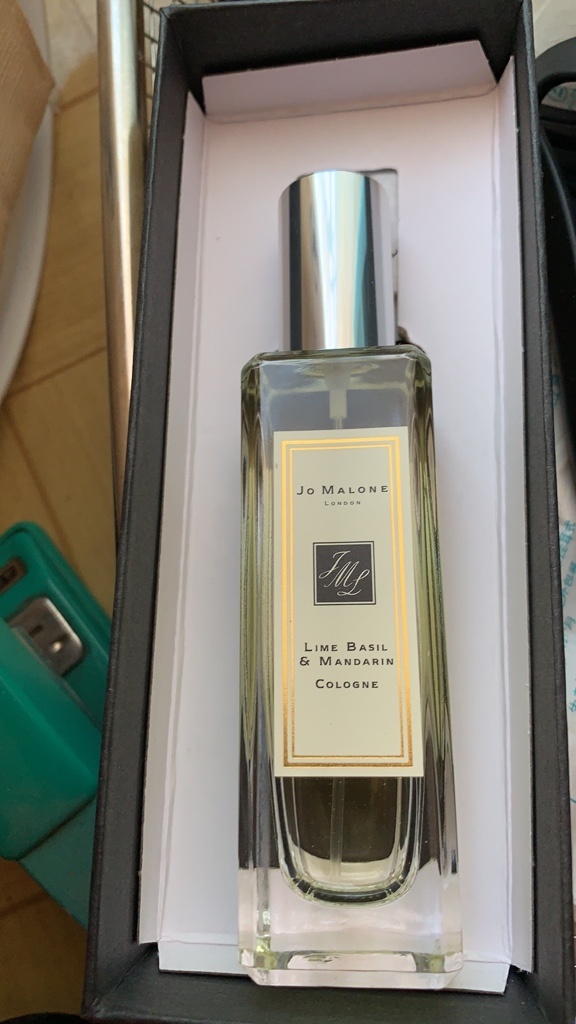 Jo Malone
London
JML
Lime Basil
& Mandarin
Cologne